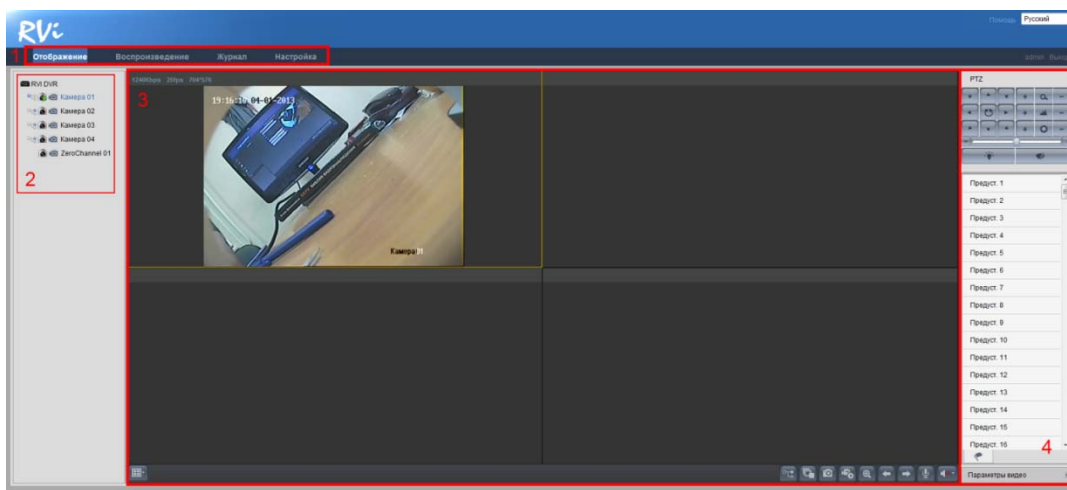 RVi
Помощь Русский
1 Отображение Воспроизведение Журнал Настройка
RVI DVR
Камера 01
Камера 02
Камера 03
Камера 04
ZeroChannel 01
2
3
19:16:10 04-01-2013
Камера 01
PTZ
Предуст. 1
Предуст. 2
Предуст. 3
Предуст. 4
Предуст. 5
Предуст. 6
Предуст. 7
Предуст. 8
Предуст. 9
Предуст. 10
Предуст. 11
Предуст. 12
Предуст. 13
Предуст. 14
Предуст. 15
Предуст. 16
4
Параметры видео